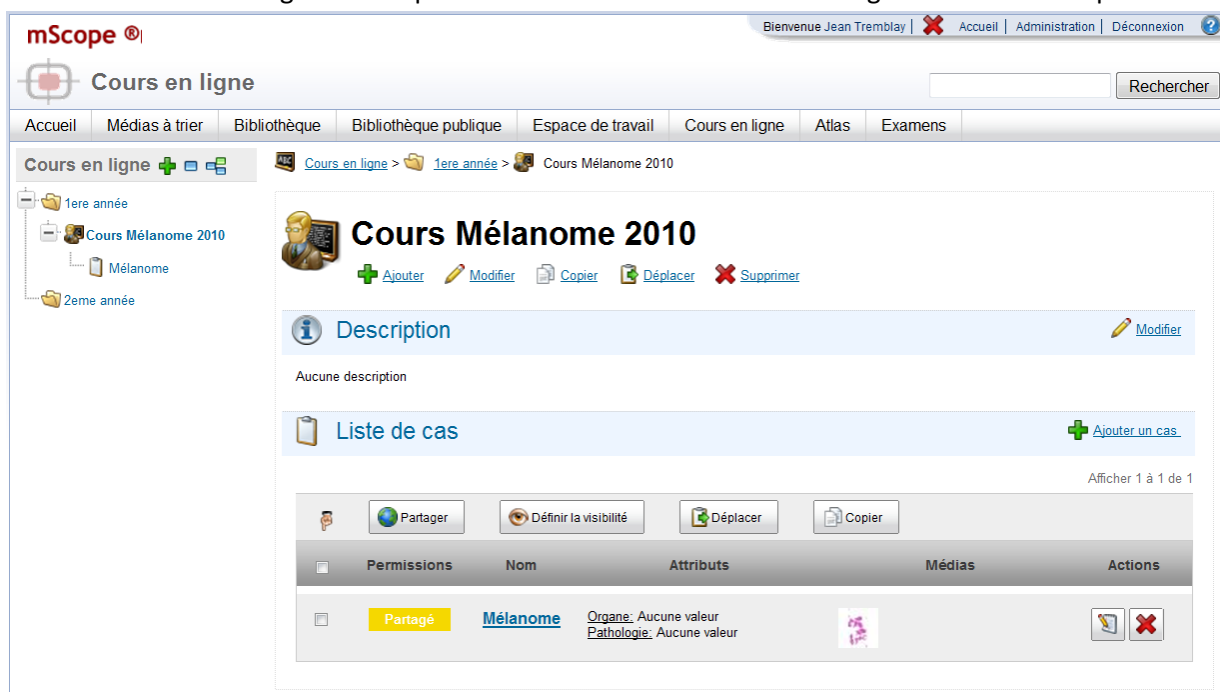 mScope ®
Bienvenue Jean Tremblay | Accueil | Administration | Déconnexion
Cours en ligne
Rechercher
Accueil Médias à trier Bibliothèque Bibliothèque publique Espace de travail Cours en ligne Atlas Examens
Cours en ligne
1ere année
Cours Mélanome 2010
Mélanome
2eme année
Cours en ligne > 1ere année > Cours Mélanome 2010
Cours Mélanome 2010
Ajouter Modifier Copier Déplacer Supprimer
Description
Modifier
Aucune description
Liste de cas
Ajouter un cas
Afficher 1 à 1 de 1
Partager Définir la visibilité Déplacer Copier
Permissions Nom Attributs Médias Actions
Partagé Mélanome Organe: Aucune valeur
Pathologie: Aucune valeur